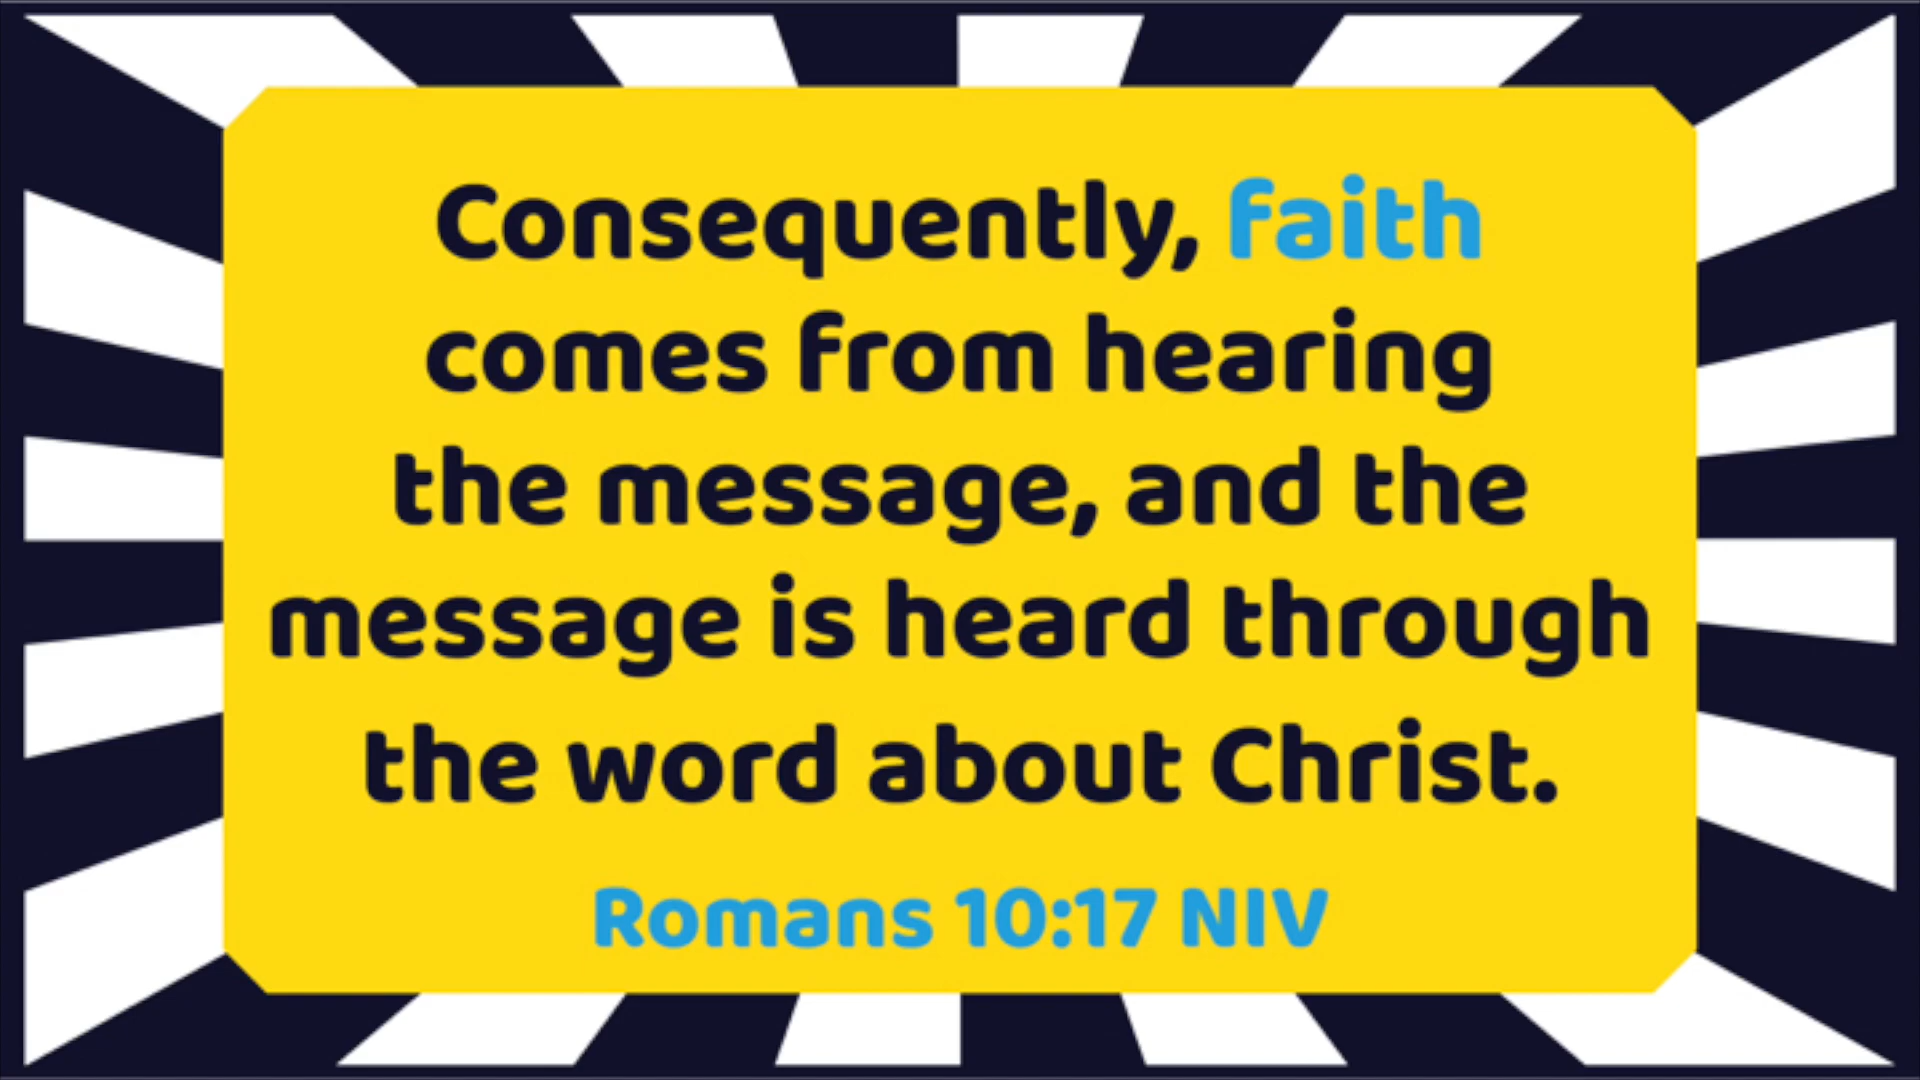 Consequently, faith
comes from hearing
the message, and the
message is heard through
the word about Christ.
Romans 10:17 NIV